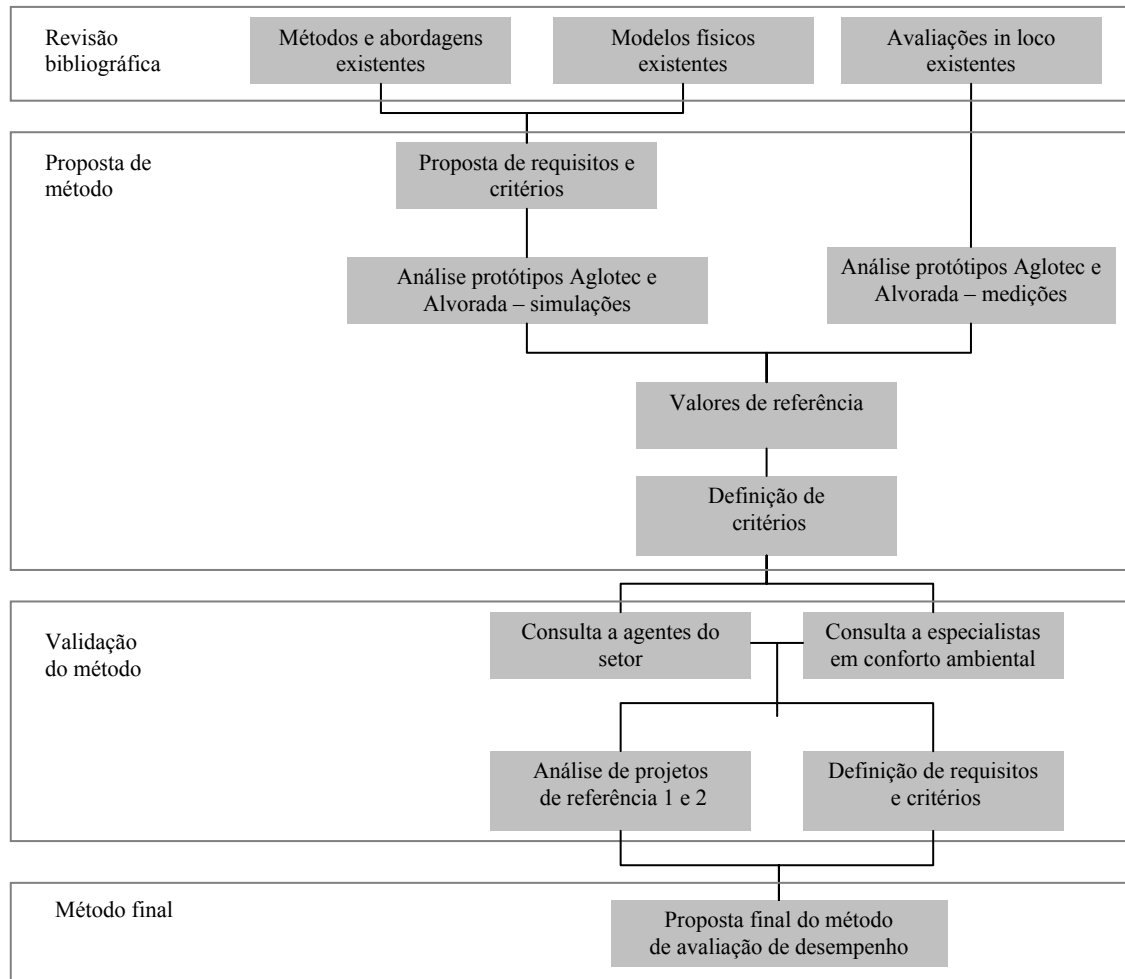 Revisão
bibliográfica
Métodos e abordagens
existentes
Modelos físicos
existentes
Avaliações in loco
existentes
Proposta de
método
Proposta de requisitos e
critérios
Análise protótipos Aglotec e
Alvorada – simulações
Análise protótipos Aglotec e
Alvorada – medições
Valores de referência
Definição de
critérios
Validação
do método
Consulta a agentes do
setor
Consulta a especialistas
em conforto ambiental
Análise de projetos
de referência 1 e 2
Definição de requisitos
e critérios
Método final
Proposta final do método
de avaliação de desempenho